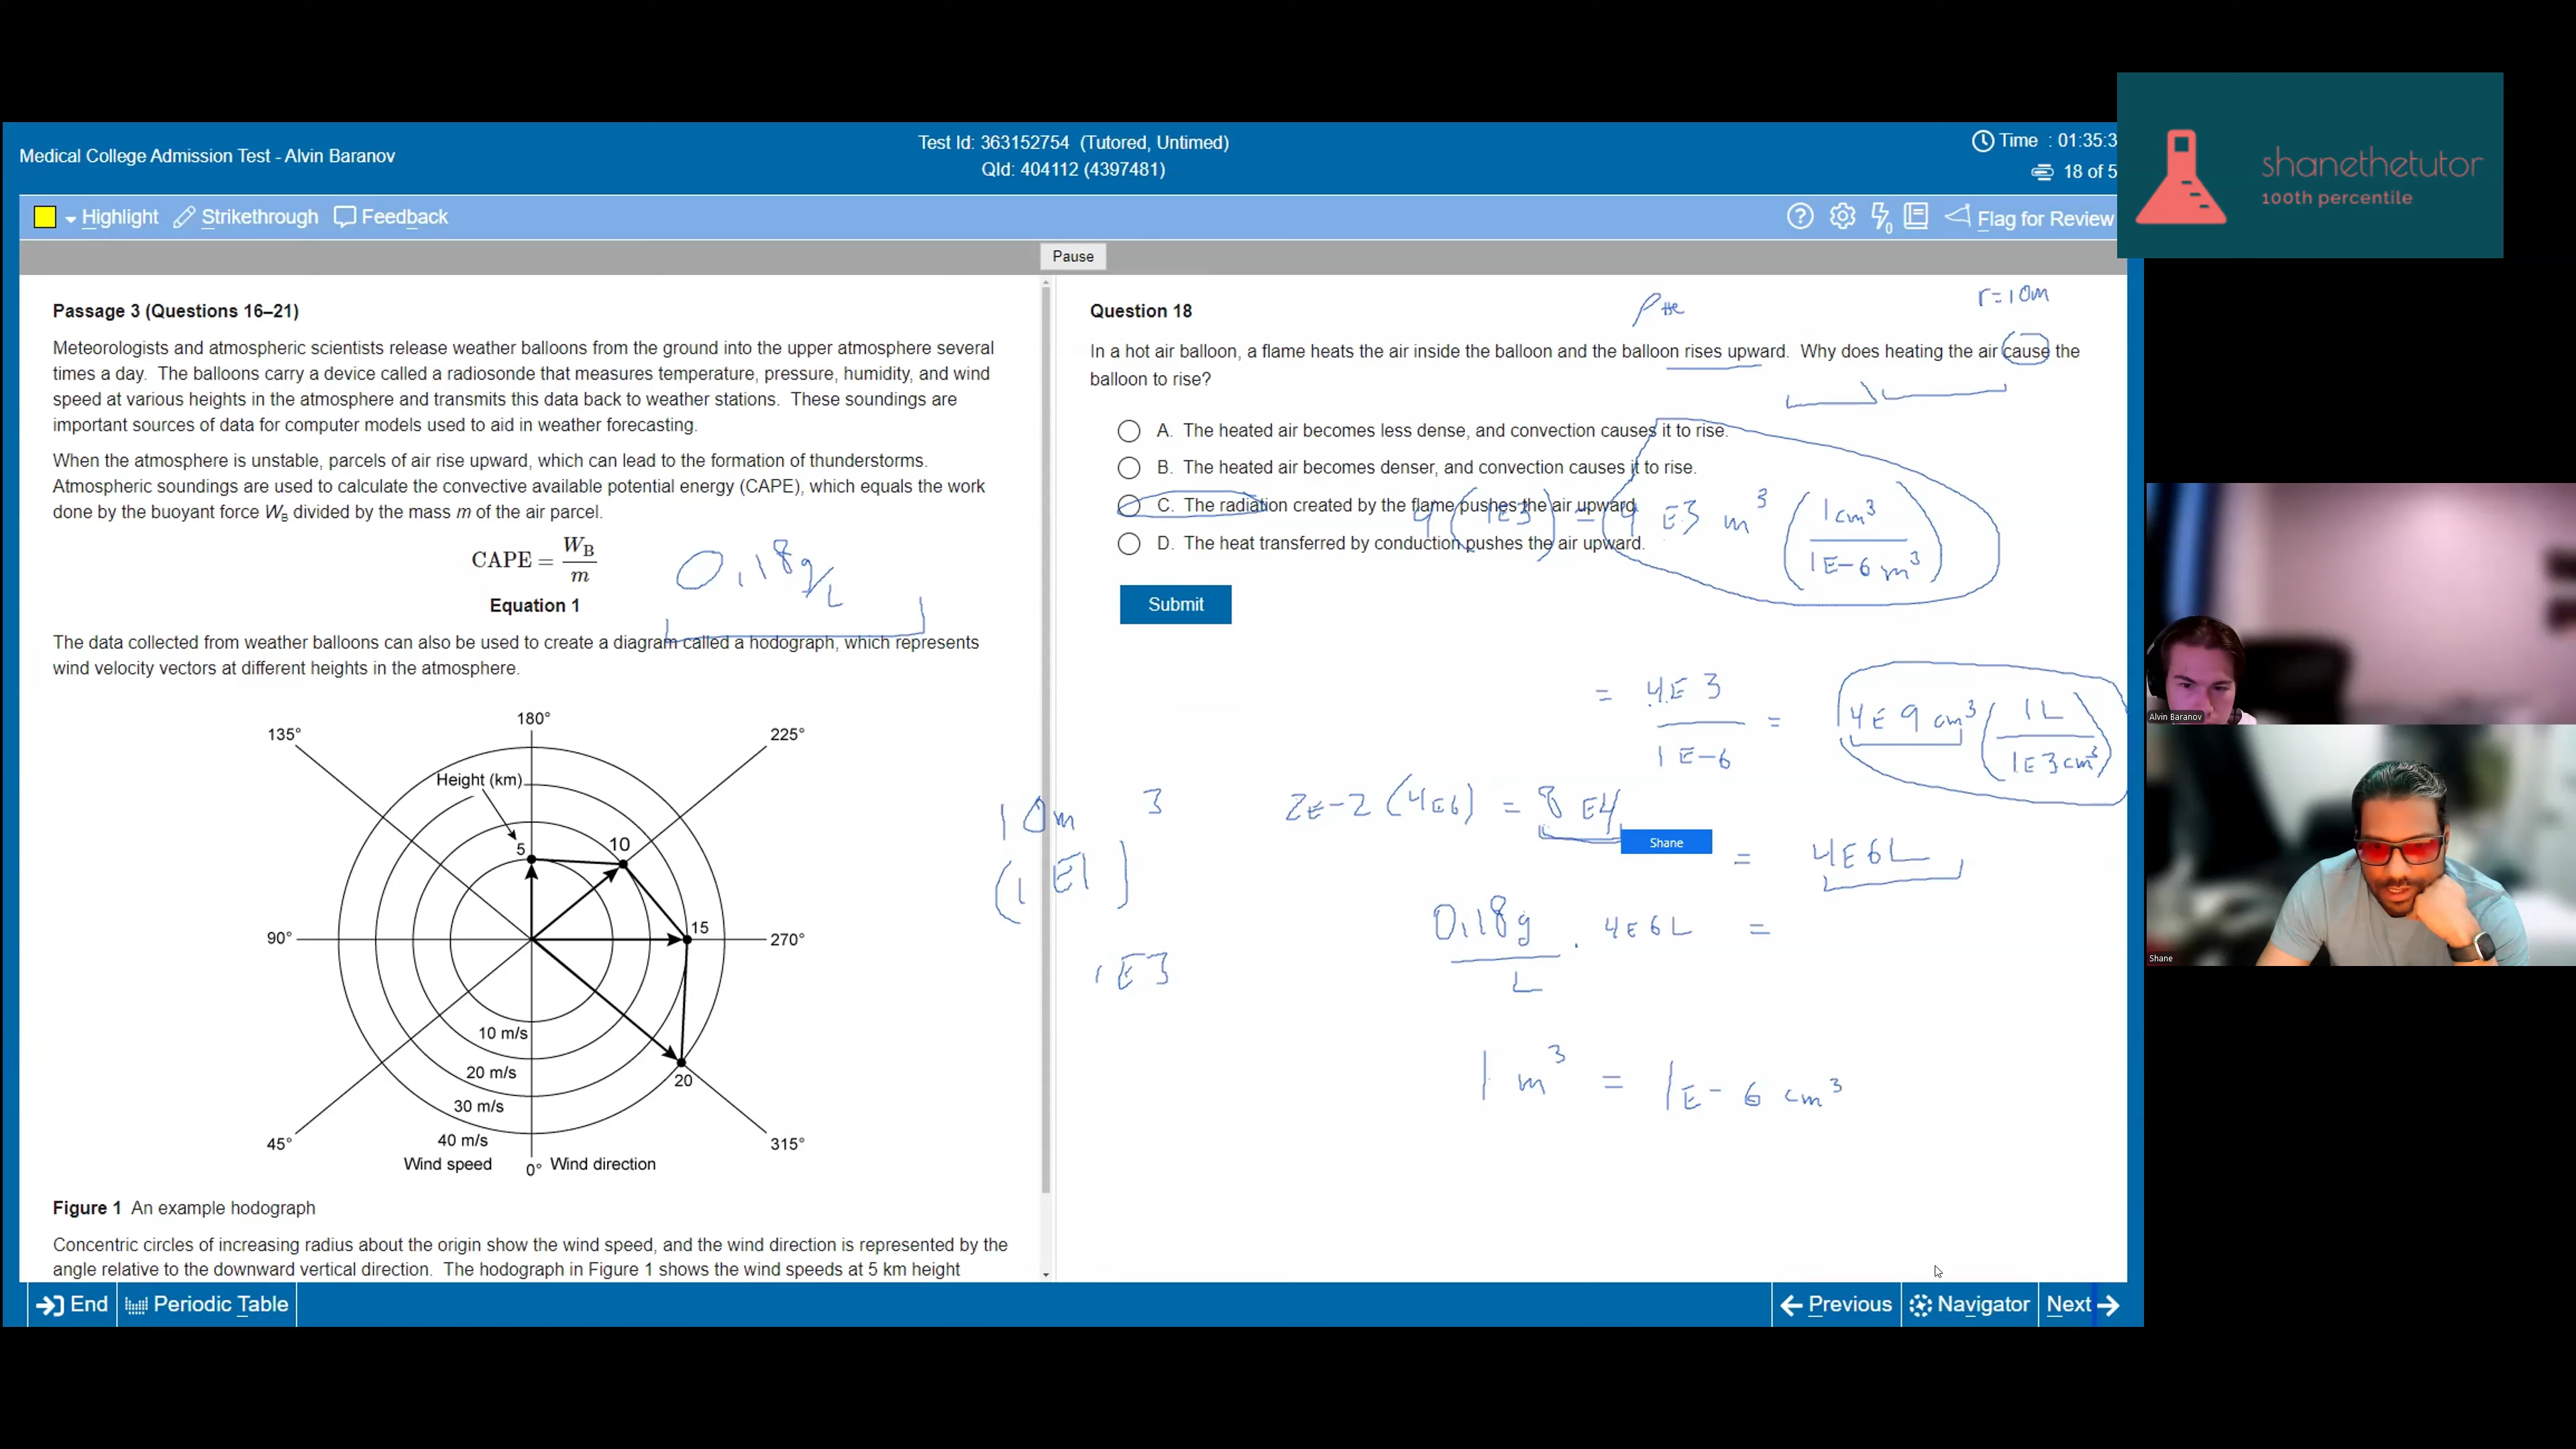 Medical College Admission Test - Alvin Baranov
Test Id: 363152754 (Tutored, Untimed)
QId: 404112 (4397481)
Time : 01:35:3
18 of 5
shanethetutor
100th percentile
Highlight Strikethrough Feedback
Flag for Review
Pause
Passage 3 (Questions 16–21)
Meteorologists and atmospheric scientists release weather balloons from the ground into the upper atmosphere several
times a day. The balloons carry a device called a radiosonde that measures temperature, pressure, humidity, and wind
speed at various heights in the atmosphere and transmits this data back to weather stations. These soundings are
important sources of data for computer models used to aid in weather forecasting.
When the atmosphere is unstable, parcels of air rise upward, which can lead to the formation of thunderstorms.
Atmospheric soundings are used to calculate the convective available potential energy (CAPE), which equals the work
done by the buoyant force W_B divided by the mass m of the air parcel.
CAPE = W_B / m
Equation 1
0.18 g/L
The data collected from weather balloons can also be used to create a diagram called a hodograph, which represents
wind velocity vectors at different heights in the atmosphere.
180°
135°
225°
Height (km)
5
10
15
90°
270°
10 m/s
20 m/s
20
30 m/s
40 m/s
45°
315°
Wind speed
0°
Wind direction
Figure 1 An example hodograph
Concentric circles of increasing radius about the origin show the wind speed, and the wind direction is represented by the
angle relative to the downward vertical direction. The hodograph in Figure 1 shows the wind speeds at 5 km height
Question 18
ρHe
r=10m
In a hot air balloon, a flame heats the air inside the balloon and the balloon rises upward. Why does heating the air cause the
balloon to rise?
A. The heated air becomes less dense, and convection causes it to rise.
B. The heated air becomes denser, and convection causes it to rise.
C. The radiation created by the flame pushes the air upward.
D. The heat transferred by conduction pushes the air upward.
4(1E3) = 4 E3 m³ (1cm³ / 1E-6 m³)
Submit
= 4E3 / 1E-6 = 4E9 cm³ (1L / 1E3cm³)
10m 3
(1E1)
1E3
2E-2 (4E6) = 8 E4
Shane
= 4E6L
0.18g / L · 4E6L =
1 m³ = 1E-6 cm³
Alvin Baranov
Shane
End
Periodic Table
Previous
Navigator
Next